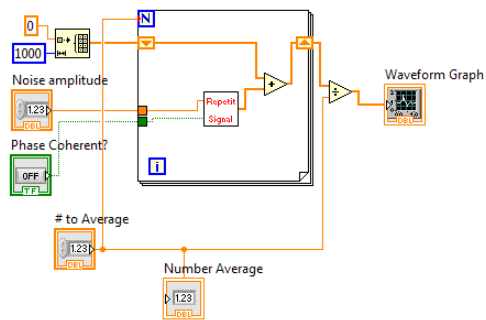 N
0
1000
Noise amplitude
1.23
DBL
Repetit
Signal
+
÷
Waveform Graph
DBL
Phase Coherent?
OFF
TF
i
# to Average
1.23
DBL
Number Average
1.23
DBL